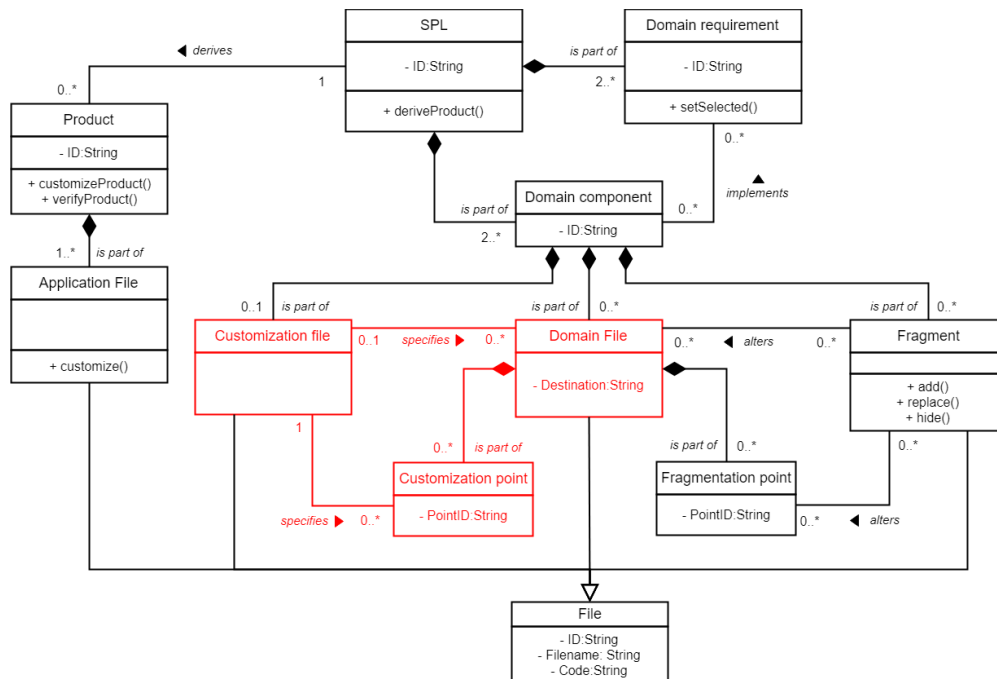 SPL
- ID:String
+ deriveProduct()
Domain requirement
- ID:String
+ setSelected()
◄ derives
is part of
0..*
1
2..*
Product
- ID:String
+ customizeProduct()
+ verifyProduct()
0..*
▲
implements
Domain component
- ID:String
is part of
2..*
0..*
1..*
is part of
Application File
+ customize()
0..1
is part of
is part of
0..*
is part of
0..*
Customization file
0..1
specifies ►
0..*
Domain File
- Destination:String
0..*
◄ alters
0..*
Fragment
+ add()
+ replace()
+ hide()
1
0..*
is part of
is part of
0..*
0..*
Customization point
- PointID:String
specifies ►
0..*
Fragmentation point
- PointID:String
0..*
◄ alters
File
- ID:String
- Filename: String
- Code:String